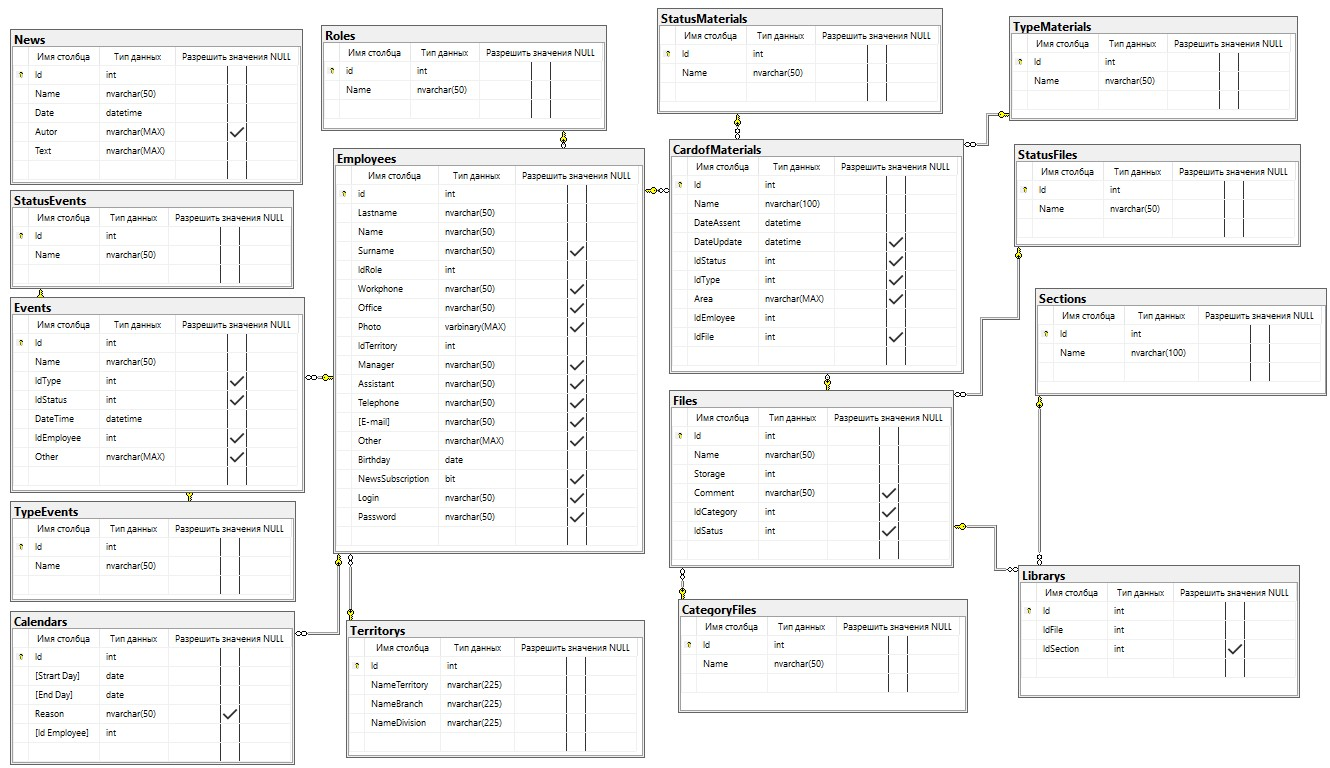 News
Имя столбца Тип данных Разрешить значения NULL
Id int
Name nvarchar(50)
Date datetime
Autor nvarchar(MAX)
Text nvarchar(MAX)
StatusEvents
Имя столбца Тип данных Разрешить значения NULL
Id int
Name nvarchar(50)
Events
Имя столбца Тип данных Разрешить значения NULL
Id int
Name nvarchar(50)
IdType int
IdStatus int
DateTime datetime
IdEmployee int
Other nvarchar(MAX)
TypeEvents
Имя столбца Тип данных Разрешить значения NULL
Id int
Name nvarchar(50)
Calendars
Имя столбца Тип данных Разрешить значения NULL
Id int
[Strart Day] date
[End Day] date
Reason nvarchar(50)
[Id Employee] int
Roles
Имя столбца Тип данных Разрешить значения NULL
id int
Name nvarchar(50)
Employees
Имя столбца Тип данных Разрешить значения NULL
id int
Lastname nvarchar(50)
Name nvarchar(50)
Surname nvarchar(50)
IdRole int
Workphone nvarchar(50)
Office nvarchar(50)
Photo varbinary(MAX)
IdTerritory int
Manager nvarchar(50)
Assistant nvarchar(50)
Telephone nvarchar(50)
[E-mail] nvarchar(50)
Other nvarchar(MAX)
Birthday date
NewsSubscription bit
Login nvarchar(50)
Password nvarchar(50)
Territorys
Имя столбца Тип данных Разрешить значения NULL
Id int
NameTerritory nvarchar(225)
NameBranch nvarchar(225)
NameDivision nvarchar(225)
StatusMaterials
Имя столбца Тип данных Разрешить значения NULL
Id int
Name nvarchar(50)
CardofMaterials
Имя столбца Тип данных Разрешить значения NULL
Id int
Name nvarchar(100)
DateAssent datetime
DateUpdate datetime
IdStatus int
IdType int
Area nvarchar(MAX)
IdEmloyee int
IdFile int
Files
Имя столбца Тип данных Разрешить значения NULL
Id int
Name nvarchar(50)
Storage int
Comment nvarchar(50)
IdCategory int
IdSatus int
CategoryFiles
Имя столбца Тип данных Разрешить значения NULL
Id int
Name nvarchar(50)
TypeMaterials
Имя столбца Тип данных Разрешить значения NULL
Id int
Name nvarchar(50)
StatusFiles
Имя столбца Тип данных Разрешить значения NULL
Id int
Name nvarchar(50)
Sections
Имя столбца Тип данных Разрешить значения NULL
Id int
Name nvarchar(100)
Librarys
Имя столбца Тип данных Разрешить значения NULL
Id int
IdFile int
IdSection int